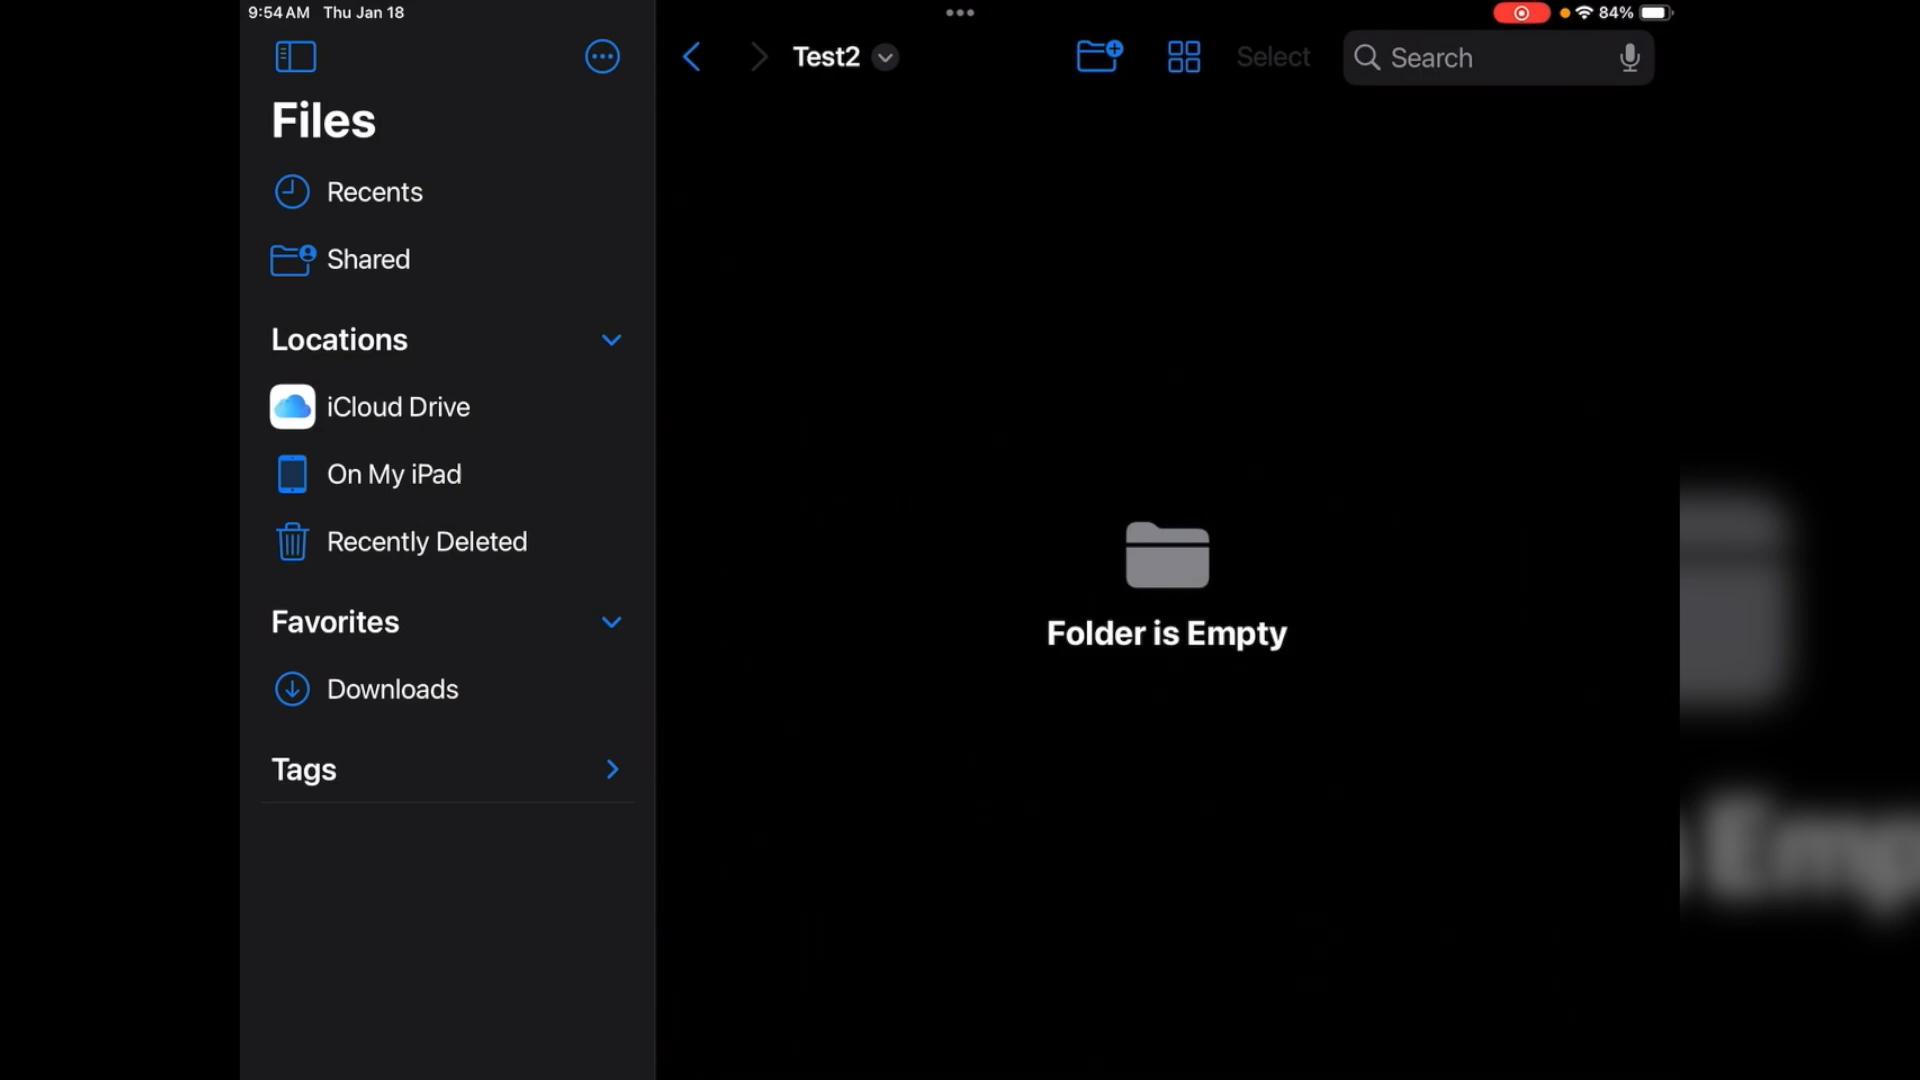 9:54 AM Thu Jan 18
84%
Files
Recents
Shared
Locations
iCloud Drive
On My iPad
Recently Deleted
Favorites
Downloads
Tags
Test2
Select
Search
Folder is Empty
Emp